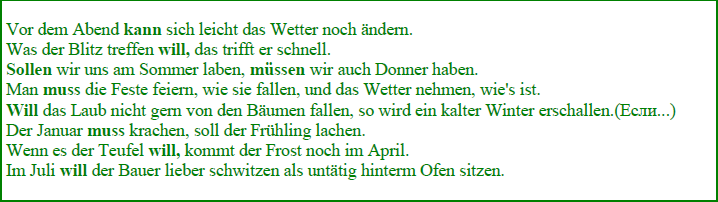 Vor dem Abend kann sich leicht das Wetter noch ändern.
Was der Blitz treffen will, das trifft er schnell.
Sollen wir uns am Sommer laben, müssen wir auch Donner haben.
Man muss die Feste feiern, wie sie fallen, und das Wetter nehmen, wie's ist.
Will das Laub nicht gern von den Bäumen fallen, so wird ein kalter Winter erschallen.(Если...)
Der Januar muss krachen, soll der Frühling lachen.
Wenn es der Teufel will, kommt der Frost noch im April.
Im Juli will der Bauer lieber schwitzen als untätig hinterm Ofen sitzen.